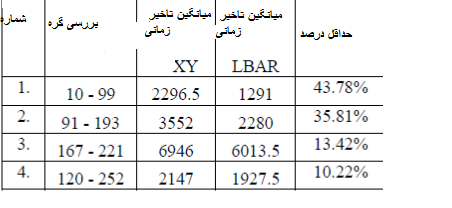 شماره بررسی گره میانگین تاخیر زمانی میانگین تاخیر زمانی حداقل درصد
XY LBAR
1. 10 - 99 2296.5 1291 43.78%
2. 91 - 193 3552 2280 35.81%
3. 167 - 221 6946 6013.5 13.42%
4. 120 - 252 2147 1927.5 10.22%